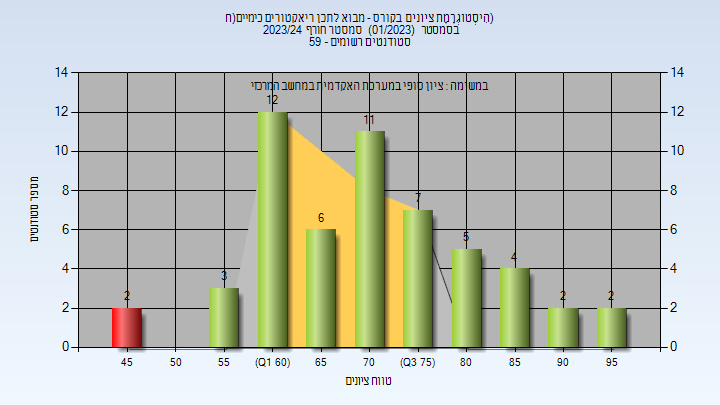 (היסטוגרמת ציונים בקורס - מבוא לתכן ריאקטורים כימיים(ח
בסמסטר (01/2023) סמסטר חורף 2023/24
סטודנטים רשומים - 59
במשימה : ציון סופי במערכת האקדמית במחשב המרכזי
מספר סטודנטים
14 14
12 12
10 10
8 8
6 6
4 4
2 2
0 0
2 3 12 6 11 7 5 4 2 2
45 50 55 (Q1 60) 65 70 (Q3 75) 80 85 90 95
טווח ציונים